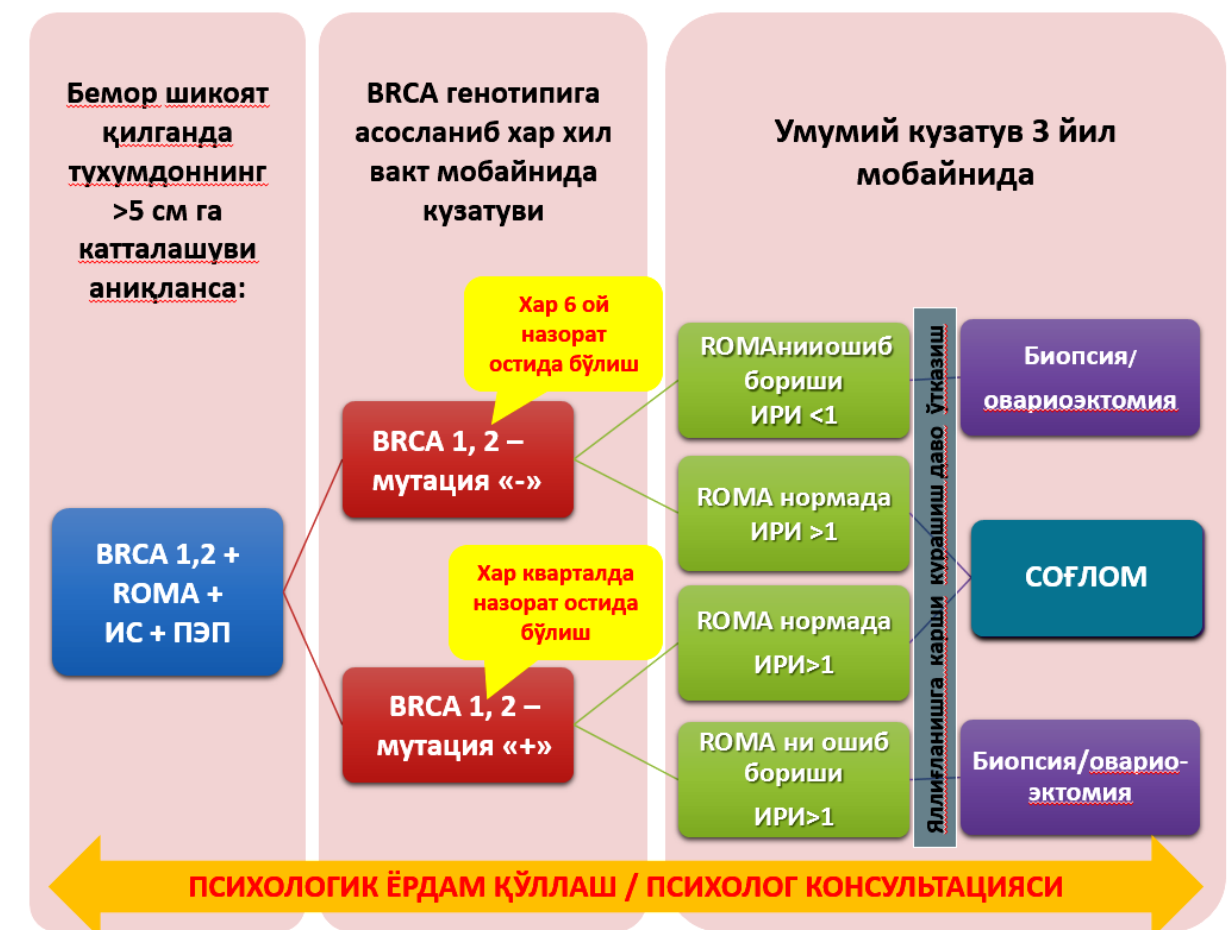 Бемор шикоят
қилганда
тухумдоннинг
>5 см га
катталашуви
аниқланса:
BRCA генотипига
асосланиб хар хил
вакт мобайнида
кузатуви
Умумий кузатув 3 йил
мобайнида
Хар 6 ой
назорат
остида бўлиш
BRCA 1, 2 –
мутация «-»
BRCA 1,2 +
ROMA +
ИС + ПЭП
Хар кварталда
назорат остида
бўлиш
BRCA 1, 2 –
мутация «+»
ROMAнииошиб
бориши
ИРИ <1
ROMA нормада
ИРИ >1
ROMA нормада
ИРИ>1
ROMA ни ошиб
бориши
ИРИ>1
Яллиғланишга карши курашиш даво ўтказиш
Биопсия/
овариоэктомия
СОҒЛОМ
Биопсия/оварио-
эктомия
ПСИХОЛОГИК ЁРДАМ ҚЎЛЛАШ / ПСИХОЛОГ КОНСУЛЬТАЦИЯСИ